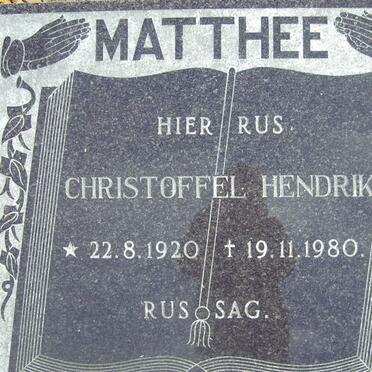 MATTHEE
HIER RUS.
CHRISTOFFEL HENDRIK
★ 22.8.1920 † 19.11.1980.
RUS SAG.